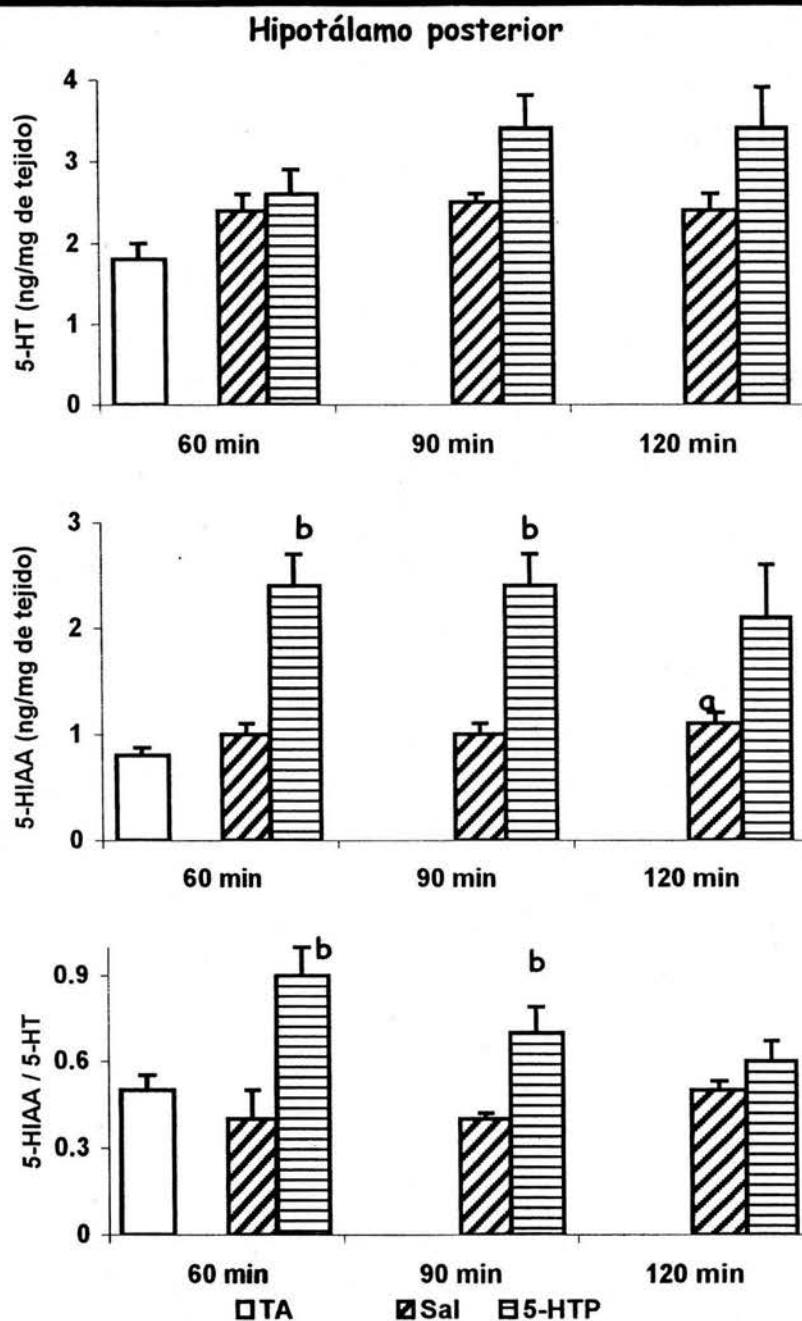 Hipotálamo posterior
5-HT (ng/mg de tejido)
4
3
2
1
0
60 min 90 min 120 min
5-HIAA (ng/mg de tejido)
3
2
1
0
b b a
60 min 90 min 120 min
5-HIAA / 5-HT
0.9
0.6
0.3
0
b b
60 min 90 min 120 min
TA Sal 5-HTP